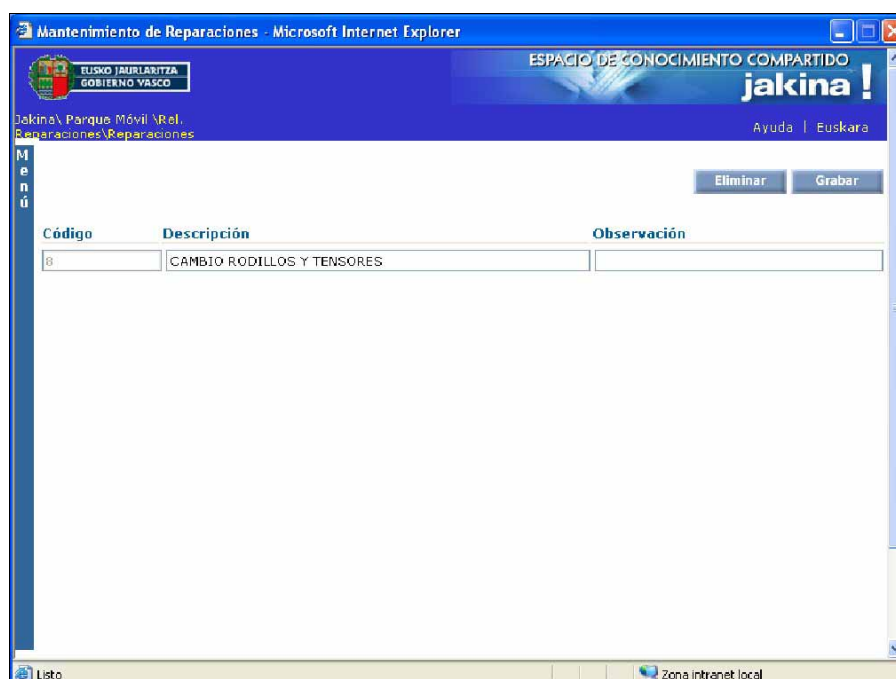 Mantenimiento de Reparaciones - Microsoft Internet Explorer
EUSKO JAURLARITZA
GOBIERNO VASCO
ESPACIO DE CONOCIMIENTO COMPARTIDO
jakina!
Jakina\ Parque Móvil \Rel.
Reparaciones\Reparaciones
Ayuda | Euskara
Menú
Eliminar Grabar
Código Descripción Observación
8 CAMBIO RODILLOS Y TENSORES
Listo Zona intranet local